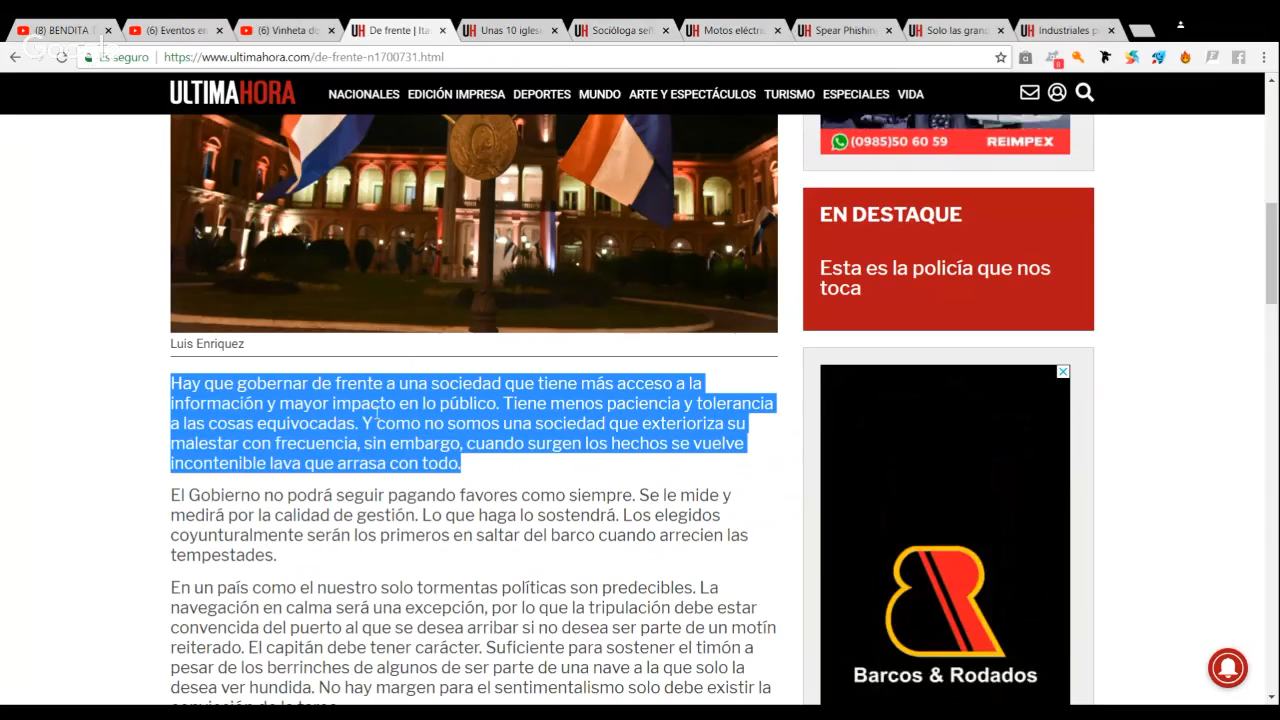 (8) BENDITA (
(6) Eventos en
(6) Vinheta de
De frente | Ita
Unas 10 iglesi
Socióloga señ
Motos eléctric
Spear Phishing
Solo las gran
Industriales p
Google
Es seguro | https://www.ultimahora.com/de-frente-n1700731.html
8
ULTIMAHORA NACIONALES EDICIÓN IMPRESA DEPORTES MUNDO ARTE Y ESPECTÁCULOS TURISMO ESPECIALES VIDA
(0985)50 60 59 REIMPEX
EN DESTAQUE
Esta es la policía que nos
toca
Luis Enriquez
Hay que gobernar de frente a una sociedad que tiene más acceso a la
información y mayor impacto en lo público. Tiene menos paciencia y tolerancia
a las cosas equivocadas. Y como no somos una sociedad que exterioriza su
malestar con frecuencia, sin embargo, cuando surgen los hechos se vuelve
incontenible lava que arrasa con todo.
El Gobierno no podrá seguir pagando favores como siempre. Se le mide y
medirá por la calidad de gestión. Lo que haga lo sostendrá. Los elegidos
coyunturalmente serán los primeros en saltar del barco cuando arrecien las
tempestades.
En un país como el nuestro solo tormentas políticas son predecibles. La
navegación en calma será una excepción, por lo que la tripulación debe estar
convencida del puerto al que se desea arribar si no desea ser parte de un motín
reiterado. El capitán debe tener carácter. Suficiente para sostener el timón a
pesar de los berrinches de algunos de ser parte de una nave a la que solo la
desea ver hundida. No hay margen para el sentimentalismo solo debe existir la
Barcos & Rodados